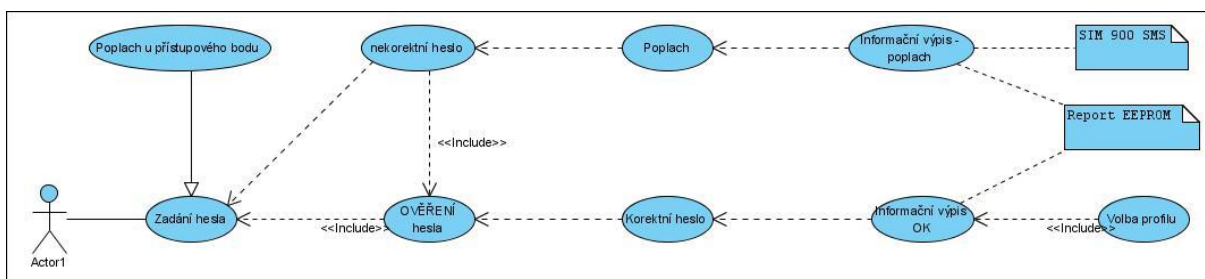 Poplach u přístupového bodu
nekorektní heslo
Poplach
Informační výpis -
poplach
SIM 900 SMS
Report EEPROM
<<Include>>
Actor1
Zadání hesla
<<Include>>
OVĚŘENÍ
hesla
Korektní heslo
Informační výpis
OK
<<Include>>
Volba profilu